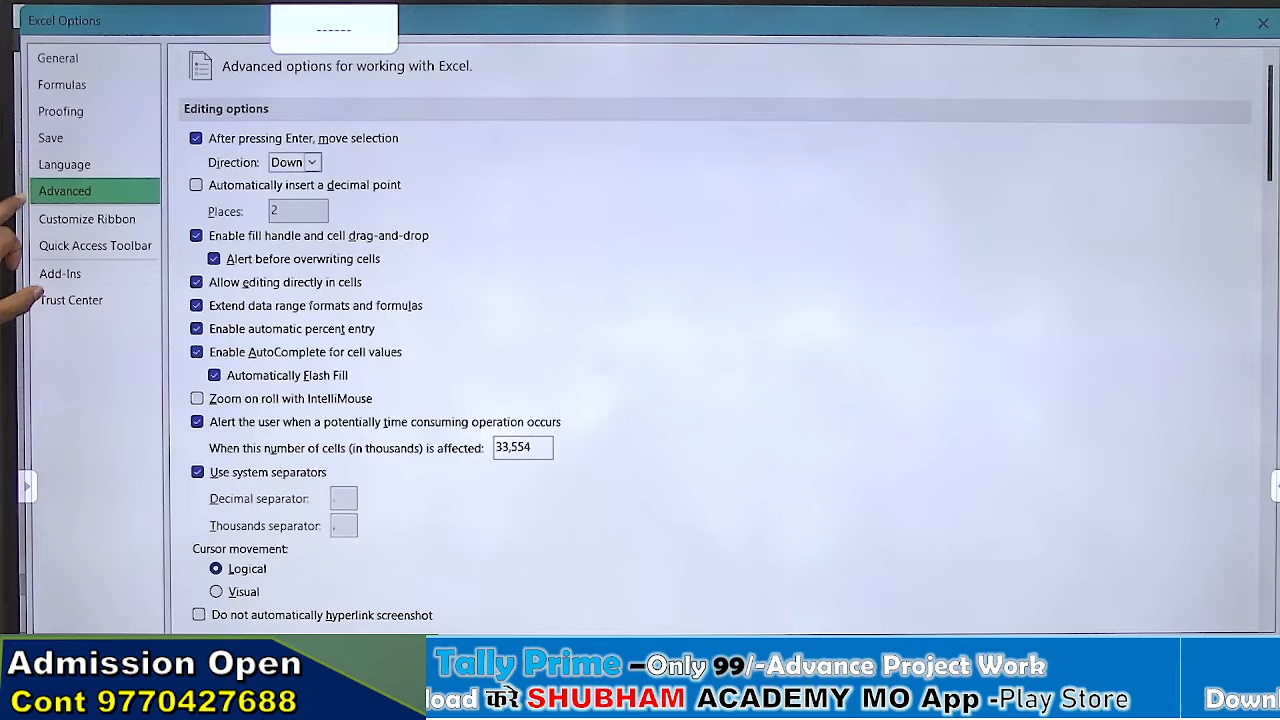 Excel Options
------
?
General
Formulas
Proofing
Save
Language
Advanced
Customize Ribbon
Quick Access Toolbar
Add-Ins
Trust Center
Advanced options for working with Excel.
Editing options
After pressing Enter, move selection
Direction: Down
Automatically insert a decimal point
Places: 2
Enable fill handle and cell drag-and-drop
Alert before overwriting cells
Allow editing directly in cells
Extend data range formats and formulas
Enable automatic percent entry
Enable AutoComplete for cell values
Automatically Flash Fill
Zoom on roll with IntelliMouse
Alert the user when a potentially time consuming operation occurs
When this number of cells (in thousands) is affected: 33,554
Use system separators
Decimal separator: .
Thousands separator: ,
Cursor movement:
Logical
Visual
Do not automatically hyperlink screenshot
Admission Open
Cont 9770427688
Tally Prime –Only 99/-Advance Project Work
load करे SHUBHAM ACADEMY MO App -Play Store
Down